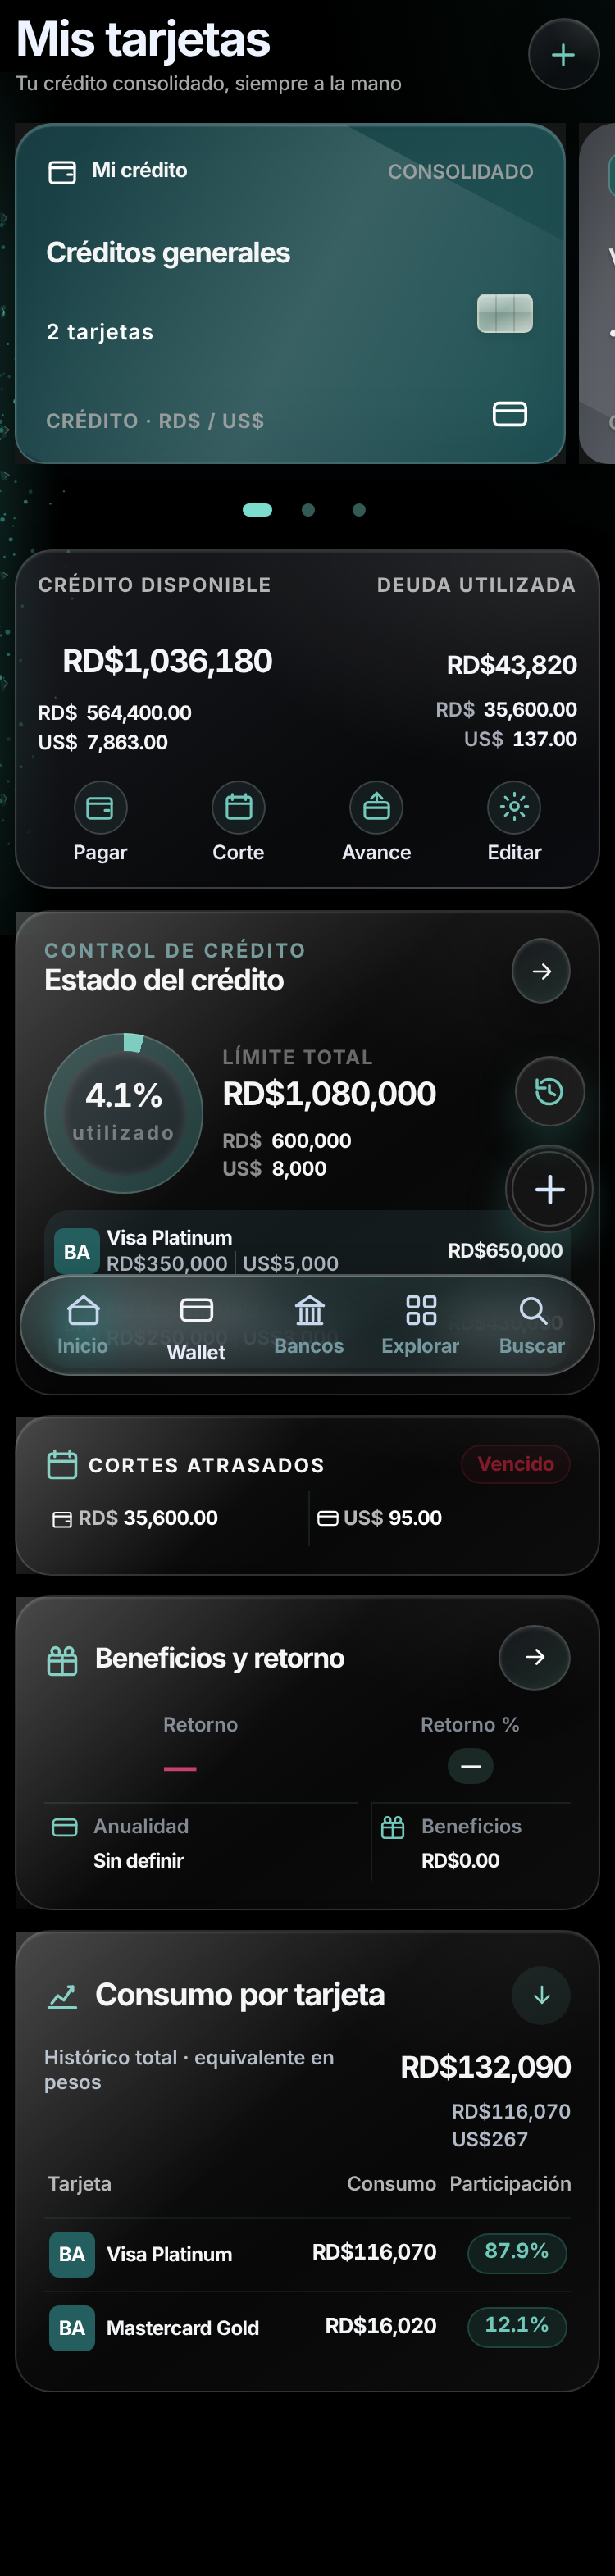 Mis tarjetas
Tu crédito consolidado, siempre a la mano
Mi crédito
CONSOLIDADO
Créditos generales
2 tarjetas
CRÉDITO · RD$ / US$
CRÉDITO DISPONIBLE
DEUDA UTILIZADA
RD$1,036,180
RD$43,820
RD$ 564,400.00
RD$ 35,600.00
US$ 7,863.00
US$ 137.00
Pagar
Corte
Avance
Editar
CONTROL DE CRÉDITO
Estado del crédito
4.1%
utilizado
LÍMITE TOTAL
RD$1,080,000
RD$ 600,000
US$ 8,000
BA
Visa Platinum
RD$350,000 US$5,000
RD$650,000
RD$250,000
Inicio
Wallet
Bancos
Explorar
Buscar
CORTES ATRASADOS
Vencido
RD$ 35,600.00
US$ 95.00
Beneficios y retorno
Retorno
Retorno %
—
—
Anualidad
Sin definir
Beneficios
RD$0.00
Consumo por tarjeta
Histórico total · equivalente en
pesos
RD$132,090
RD$116,070
US$267
Tarjeta
Consumo
Participación
BA
Visa Platinum
RD$116,070
87.9%
BA
Mastercard Gold
RD$16,020
12.1%